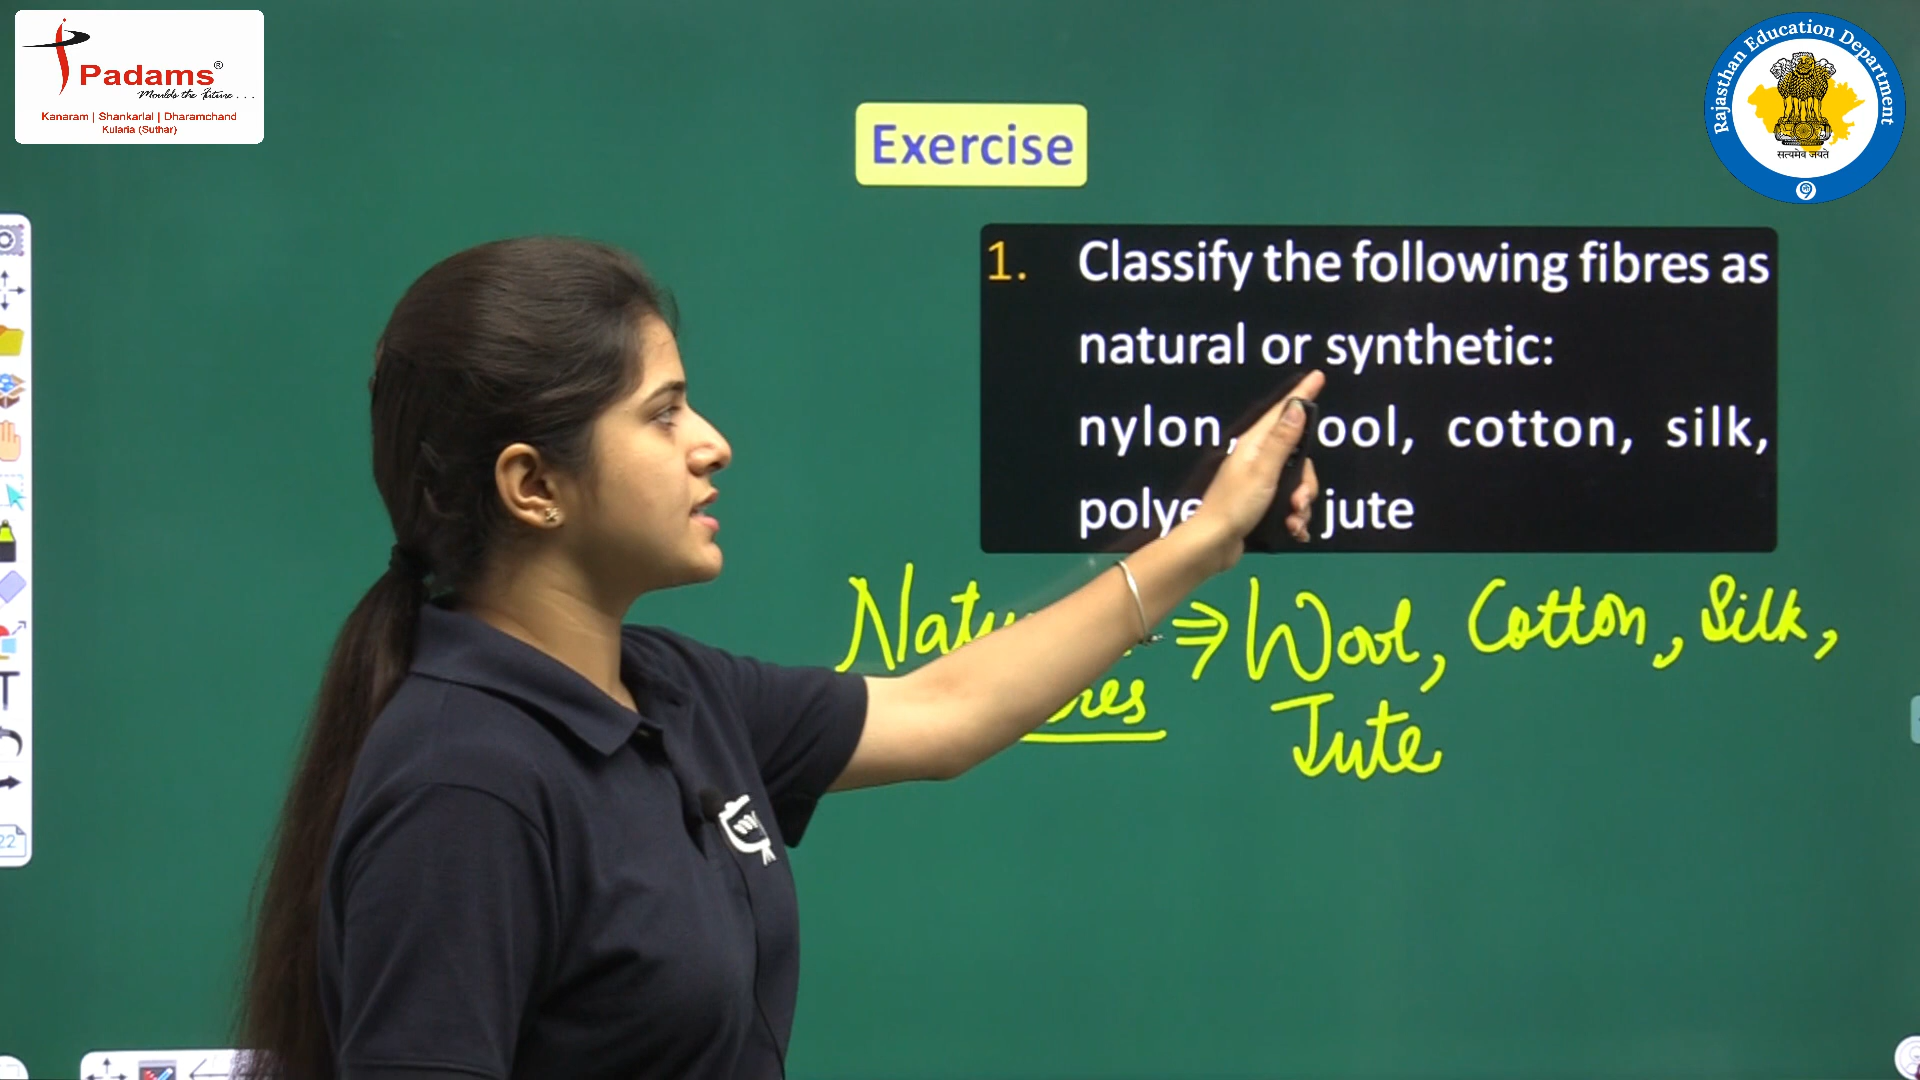 Padams®
Moulds the Future . . .
Kanaram | Shankarlal | Dharamchand
Kularia (Suthar)
Rajasthan Education Department
सत्यमेव जयते
Exercise
1. Classify the following fibres as
natural or synthetic:
nylon, cotton, silk,
jute
⇒ Wool, Cotton, Silk,
Jute
T
22